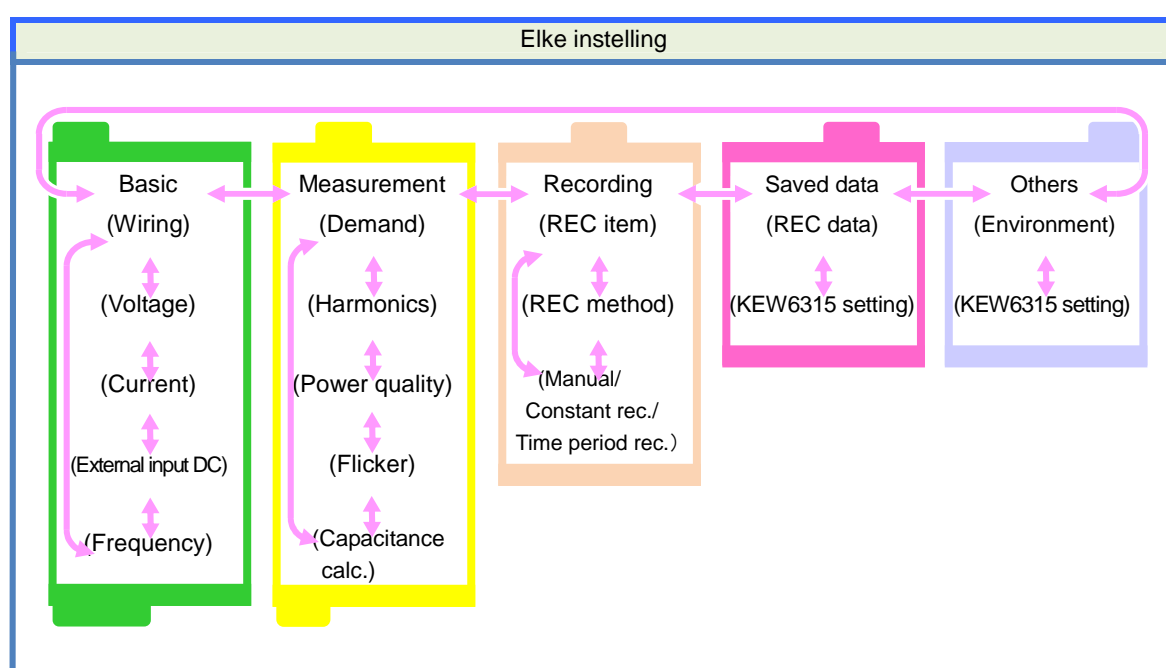 Elke instelling
Basic
(Wiring)
(Voltage)
(Current)
(External input DC)
(Frequency)
Measurement
(Demand)
(Harmonics)
(Power quality)
(Flicker)
(Capacitance
calc.)
Recording
(REC item)
(REC method)
(Manual/
Constant rec./
Time period rec.）
Saved data
(REC data)
(KEW6315 setting)
Others
(Environment)
(KEW6315 setting)